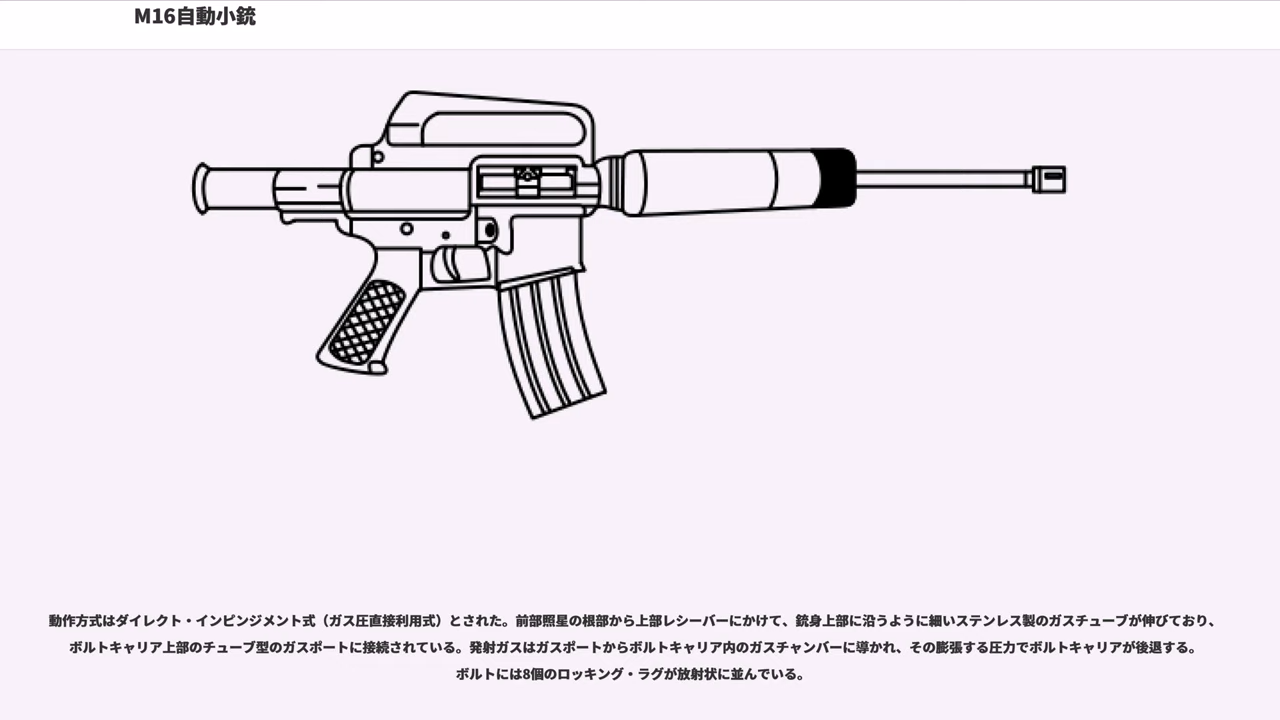 M16自動小銃
動作方式はダイレクト・インピンジメント式（ガス圧直接利用式）とされた。前部照星の根部から上部レシーバーにかけて、銃身上部に沿うように細いステンレス製のガスチューブが伸びており、
ボルトキャリア上部のチューブ型のガスポートに接続されている。発射ガスはガスポートからボルトキャリア内のガスチャンバーに導かれ、その膨張する圧力でボルトキャリアが後退する。
ボルトには8個のロッキング・ラグが放射状に並んでいる。